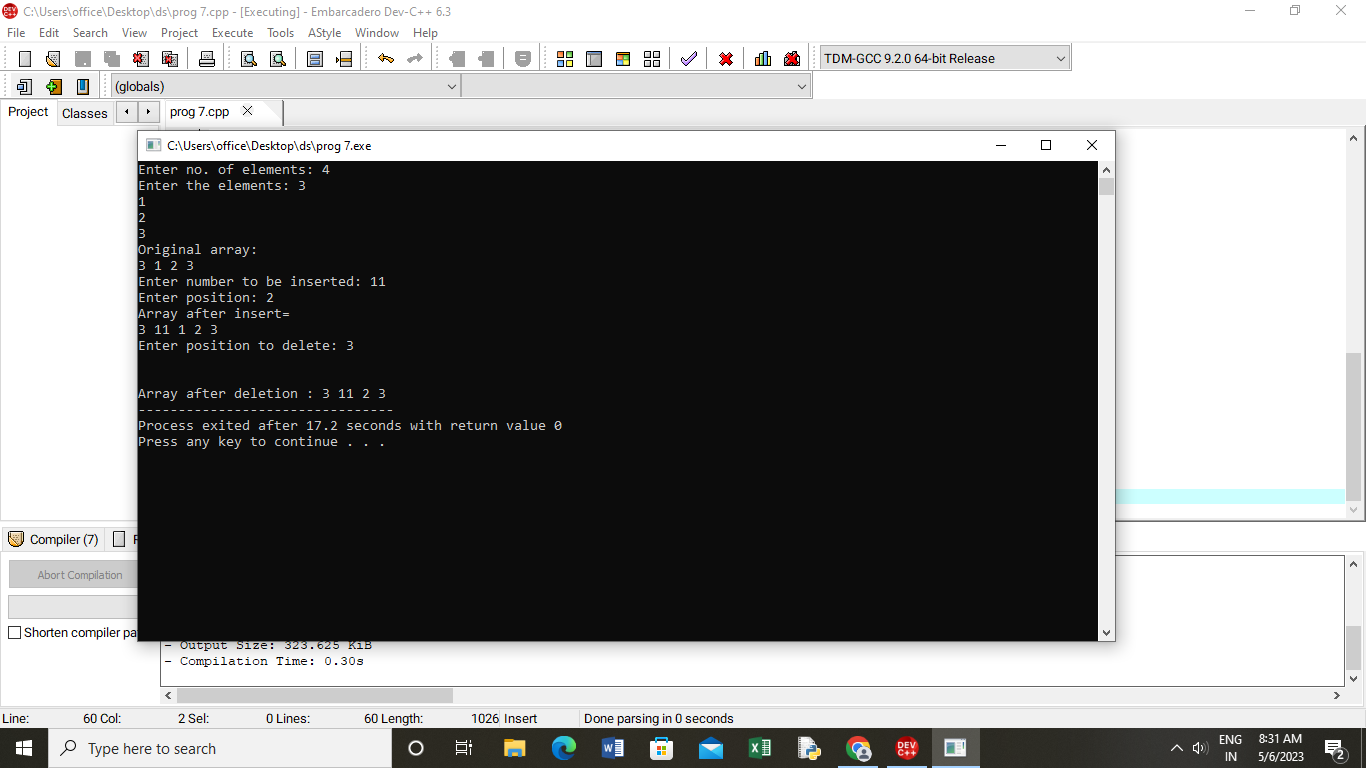 C:\Users\office\Desktop\ds\prog 7.cpp - [Executing] - Embarcadero Dev-C++ 6.3
File Edit Search View Project Execute Tools AStyle Window Help
TDM-GCC 9.2.0 64-bit Release
(globals)
Project Classes prog 7.cpp
C:\Users\office\Desktop\ds\prog 7.exe
Enter no. of elements: 4
Enter the elements: 3
1
2
3
Original array:
3 1 2 3
Enter number to be inserted: 11
Enter position: 2
Array after insert=
3 11 1 2 3
Enter position to delete: 3
Array after deletion : 3 11 2 3
--------------------------------
Process exited after 17.2 seconds with return value 0
Press any key to continue . . .
Compiler (7)
Abort Compilation
Shorten compiler pa
- Output Size: 323.625 KiB
- Compilation Time: 0.30s
Line: 60 Col: 2 Sel: 0 Lines: 60 Length: 1026 Insert Done parsing in 0 seconds
Type here to search
ENG
IN
8:31 AM
5/6/2023
2